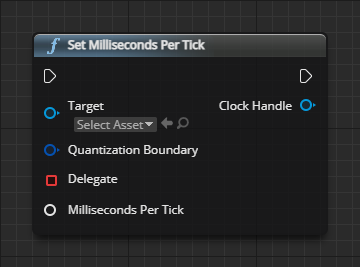 Set Milliseconds Per Tick
Target
Clock Handle
Select Asset
Quantization Boundary
Delegate
Milliseconds Per Tick